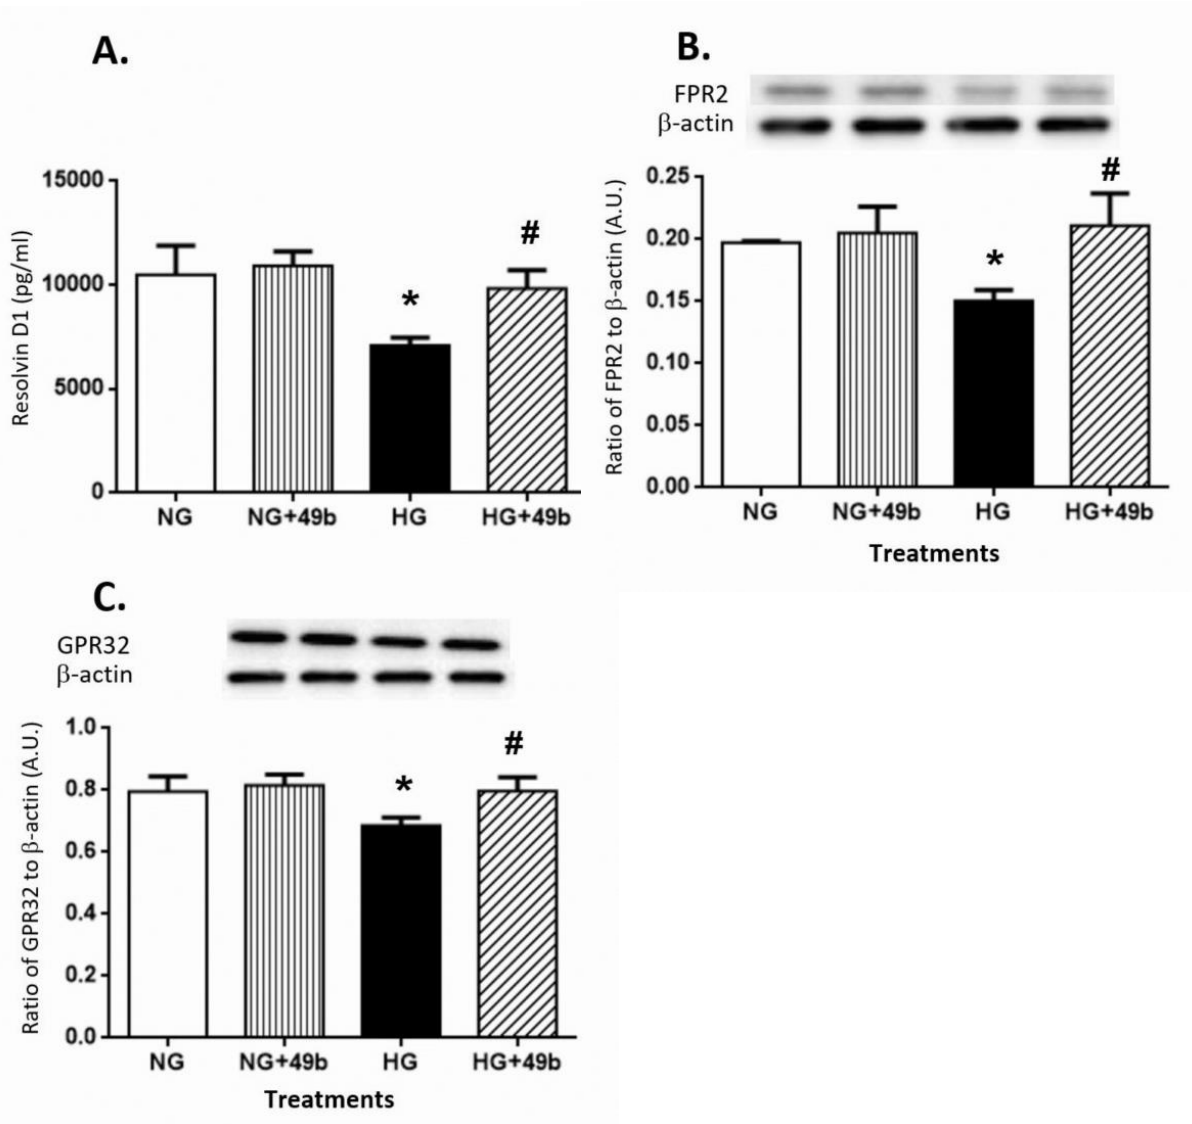 A.
Resolvin D1 (pg/ml)
15000
10000
5000
0
*
#
NG NG+49b HG HG+49b
B.
FPR2
β-actin
Ratio of FPR2 to β-actin (A.U.)
0.25
0.20
0.15
0.10
0.05
0.00
*
#
NG NG+49b HG HG+49b
Treatments
C.
GPR32
β-actin
Ratio of GPR32 to β-actin (A.U.)
1.0
0.8
0.6
0.4
0.2
0.0
*
#
NG NG+49b HG HG+49b
Treatments